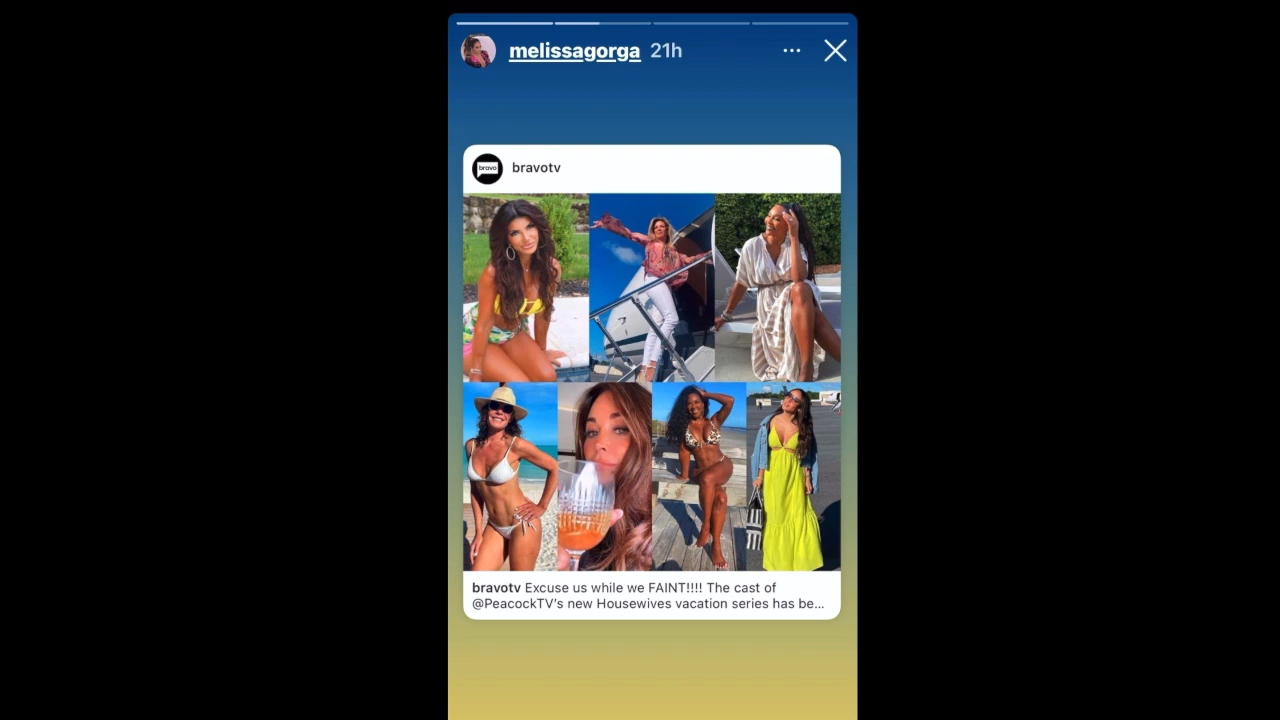 melissagorga 21h
bravo
bravotv
bravotv Excuse us while we FAINT!!!! The cast of
@PeacockTV's new Housewives vacation series has be...